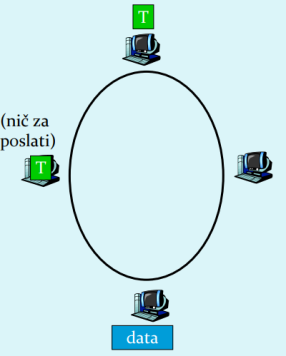 T
(nič za
poslati)
T
data